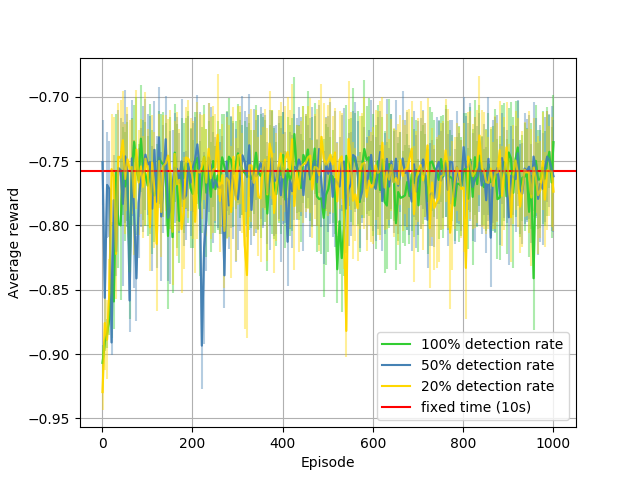 −0.70
−0.75
−0.80
−0.85
−0.90
−0.95
Average reward
0
200
400
600
800
1000
Episode
100% detection rate
50% detection rate
20% detection rate
fixed time (10s)